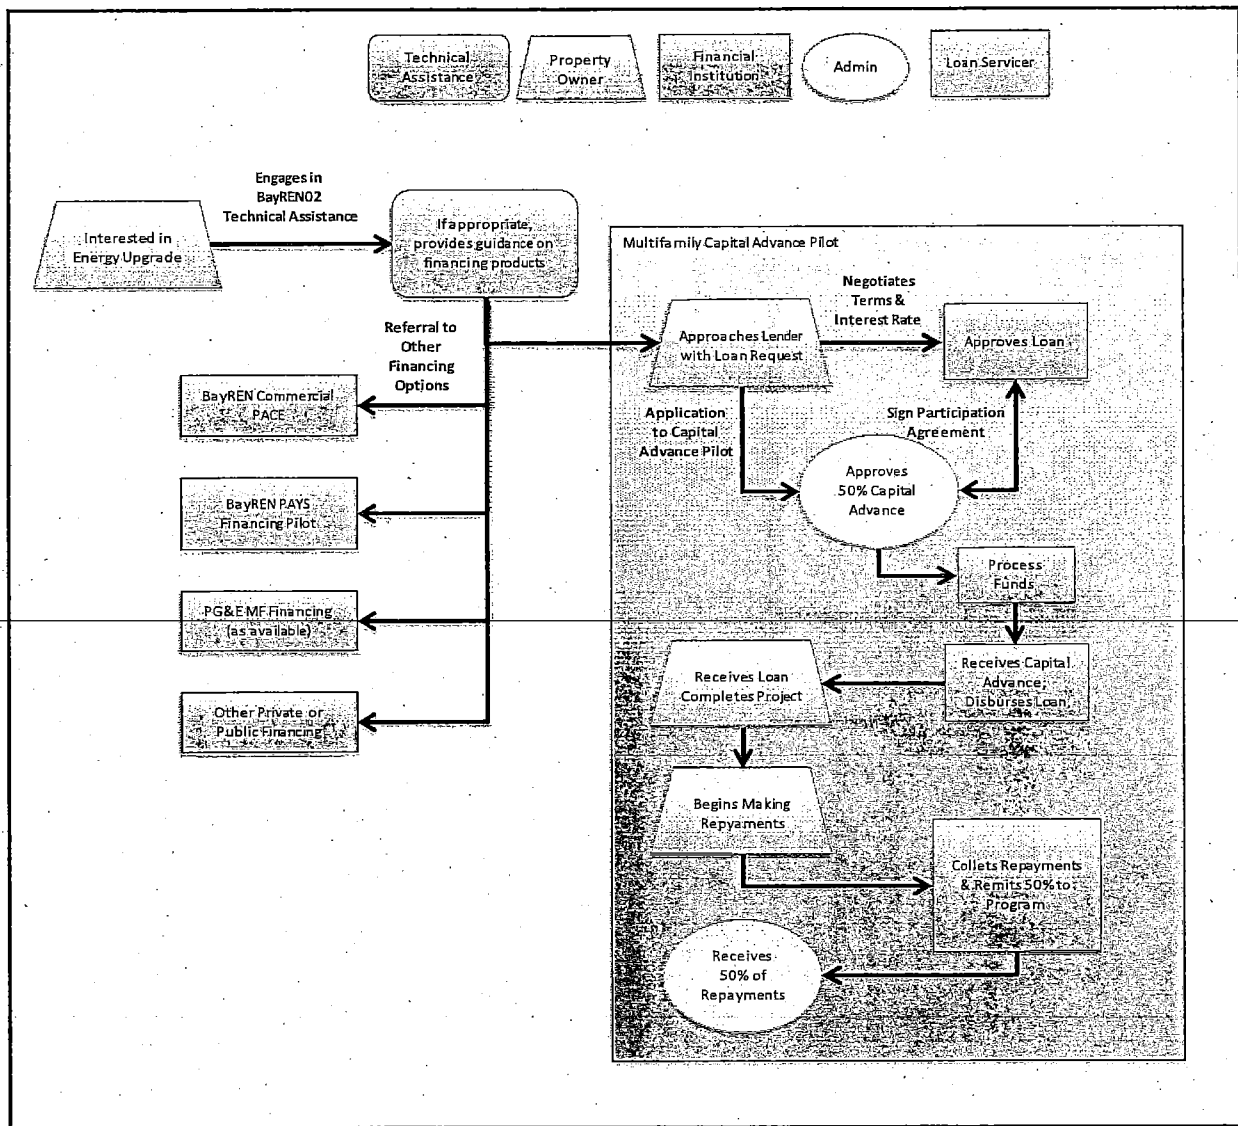 Technical
Assistance
Property
Owner
Financial
Institution
Admin
Loan Servicer
Engages in
BayREN02
Technical Assistance
Interested in
Energy Upgrade
If appropriate,
provides guidance on
financing products
Referral to
Other
Financing
Options
BayREN Commercial
PACE
BayREN PAYS
Financing Pilot
PG&E MF Financing
(as available)
Other Private or
Public Financing
Multifamily Capital Advance Pilot
Negotiates
Terms &
Interest Rate
Approaches Lender
with Loan Request
Approves Loan
Application
to Capital
Advance Pilot
Sign Participation
Agreement
Approves
50% Capital
Advance
Process
Funds
Receives Capital
Advance,
Disburses Loan
Receives Loan
Completes Project
Begins Making
Repyaments
Collets Repayments
& Remits 50% to
Program
Receives
50% of
Repayments